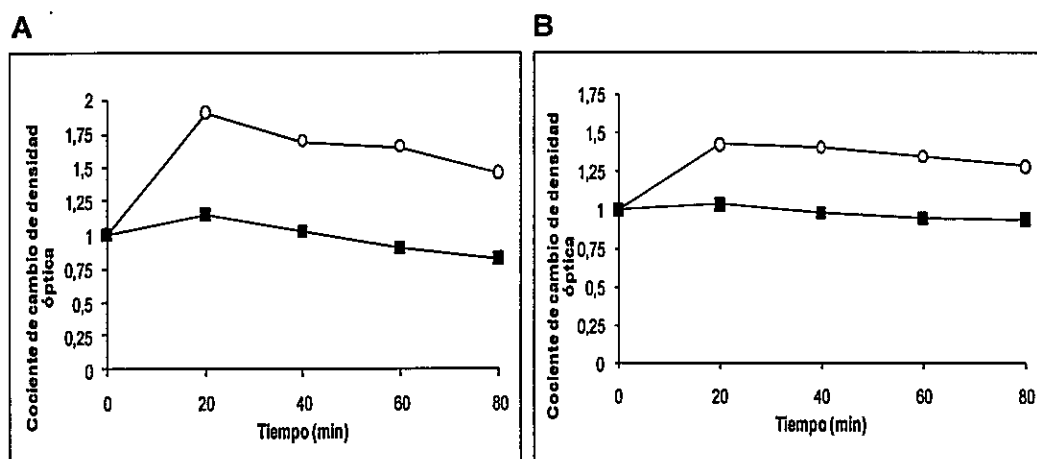 A
Cociente de cambio de densidad
óptica
2
1,75
1,5
1,25
1
0,75
0,5
0,25
0
0 20 40 60 80
Tiempo (min)
B
Cociente de cambio de densidad
óptica
1,75
1,5
1,25
1
0,75
0,5
0,25
0
0 20 40 60 80
Tiempo (min)